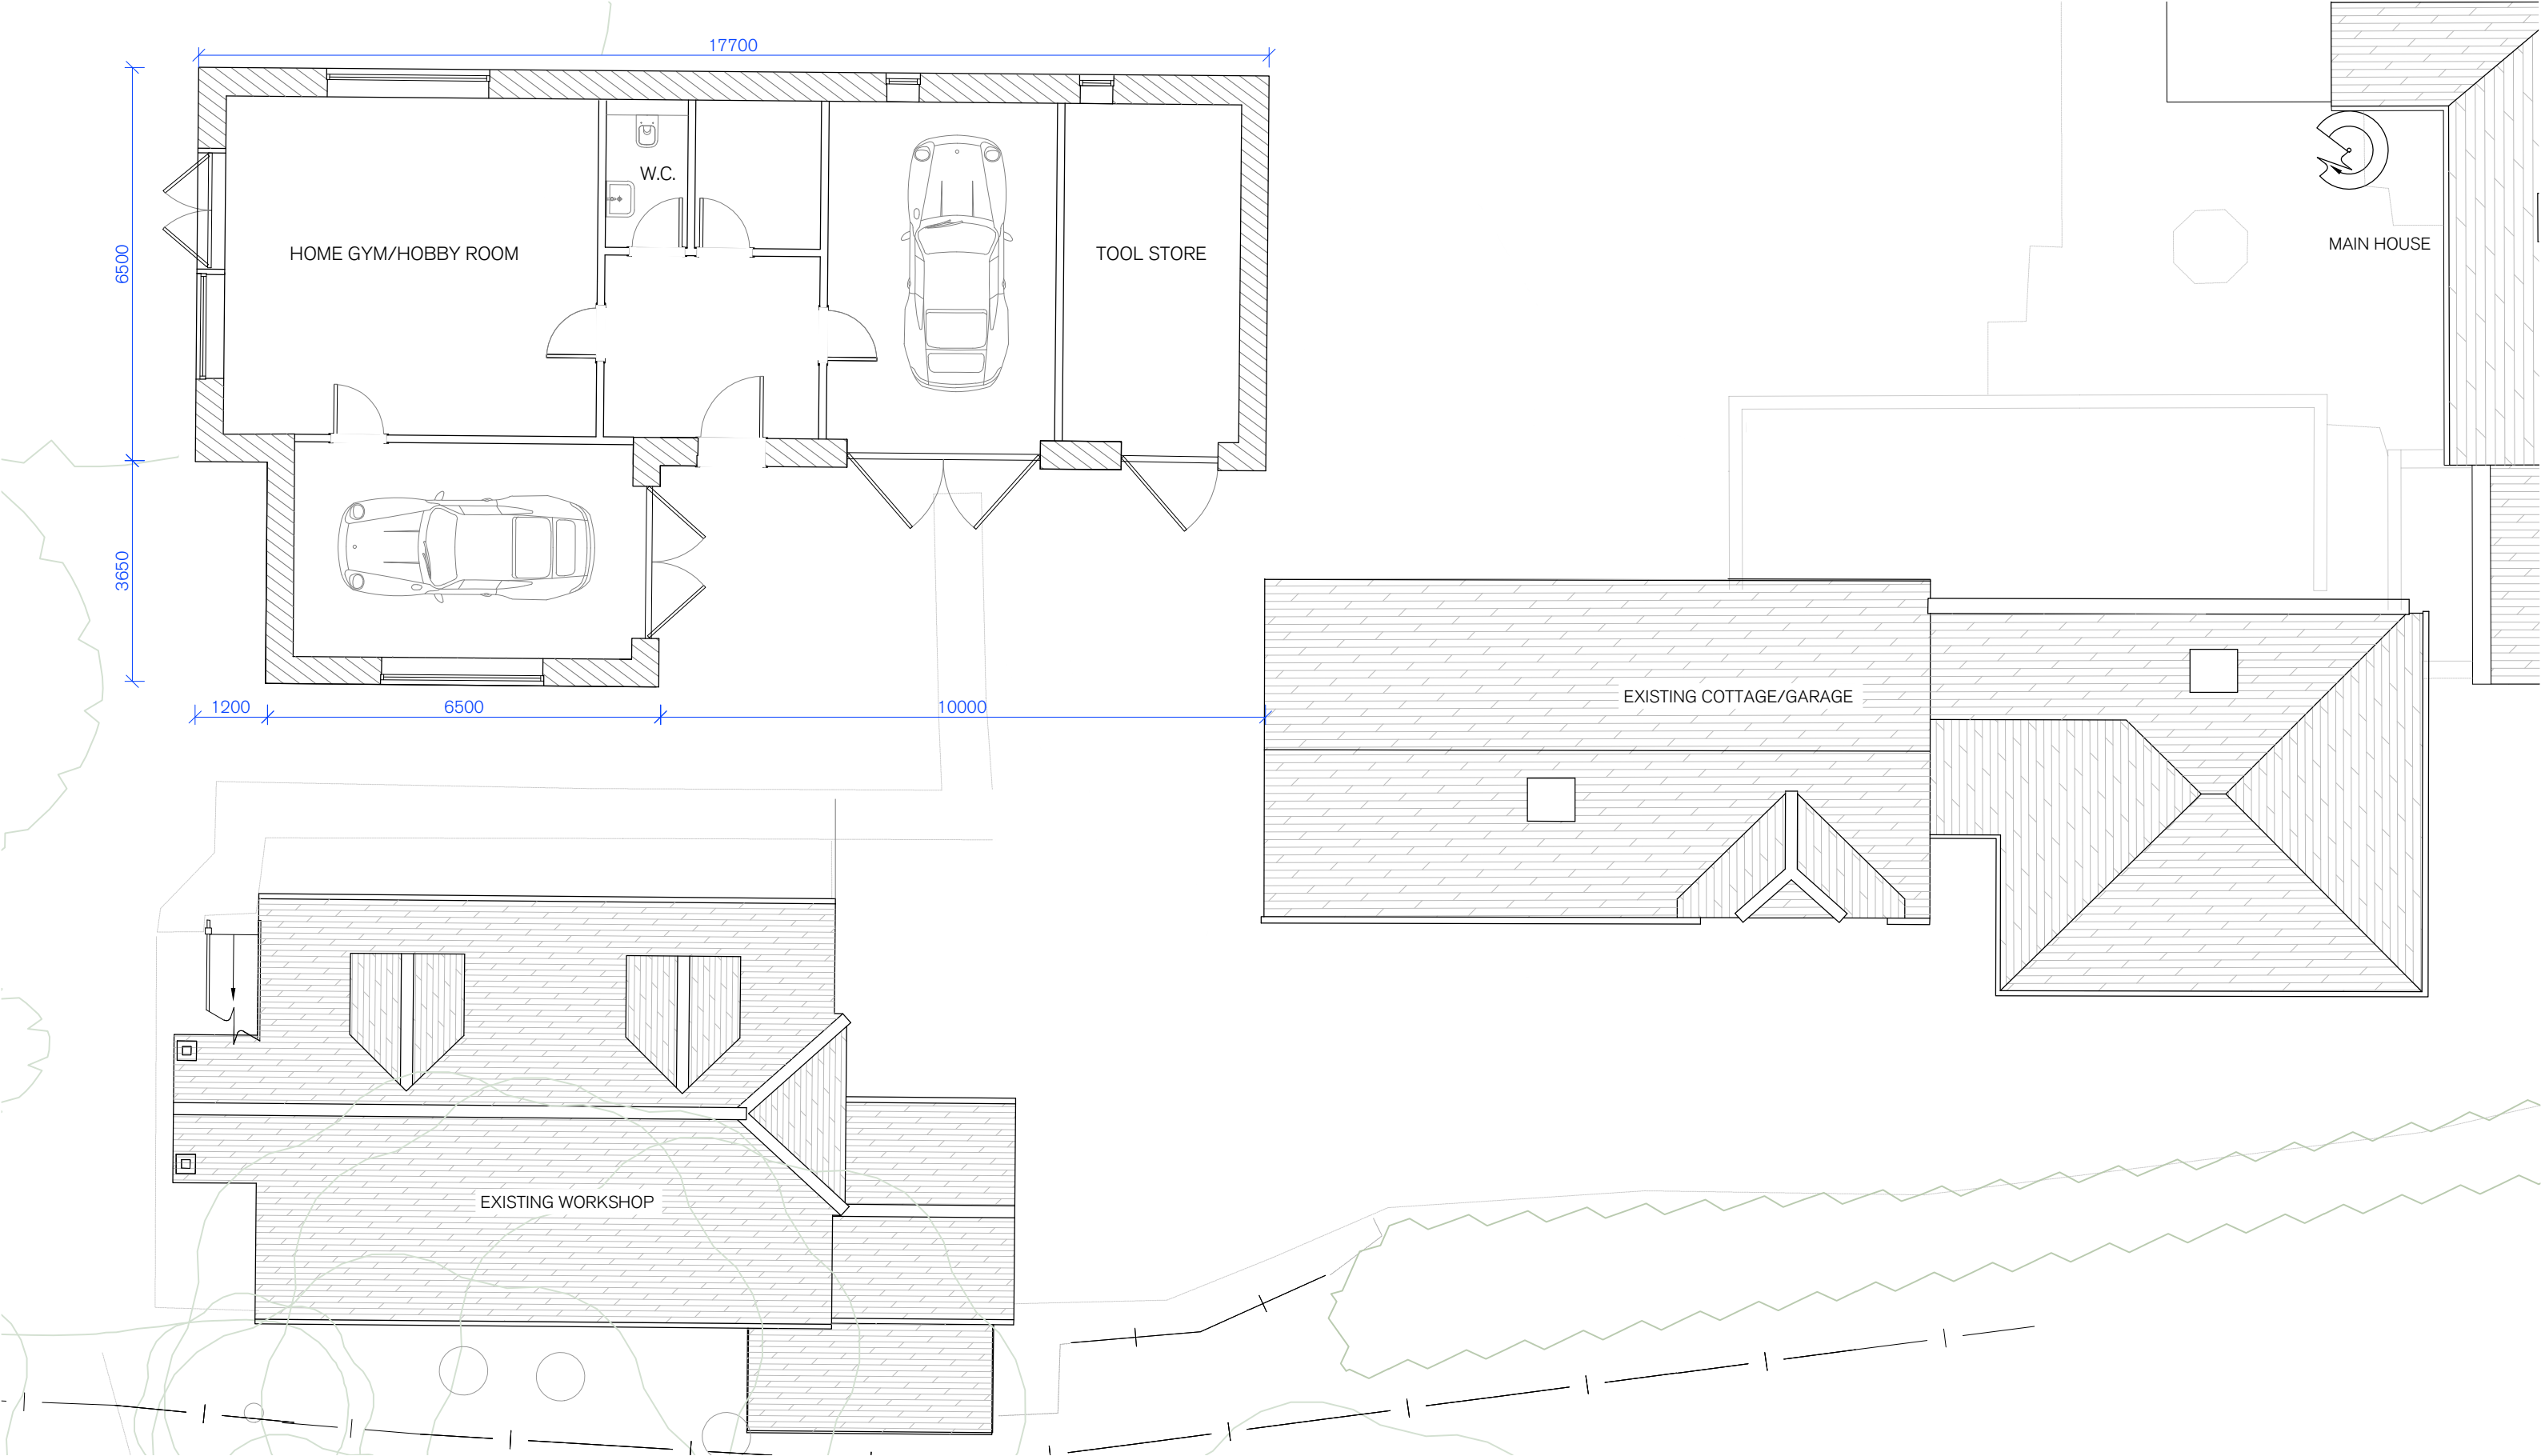 17700
W.C.
HOME GYM/HOBBY ROOM
TOOL STORE
MAIN HOUSE
6500
3650
1200
6500
10000
EXISTING COTTAGE/GARAGE
EXISTING WORKSHOP